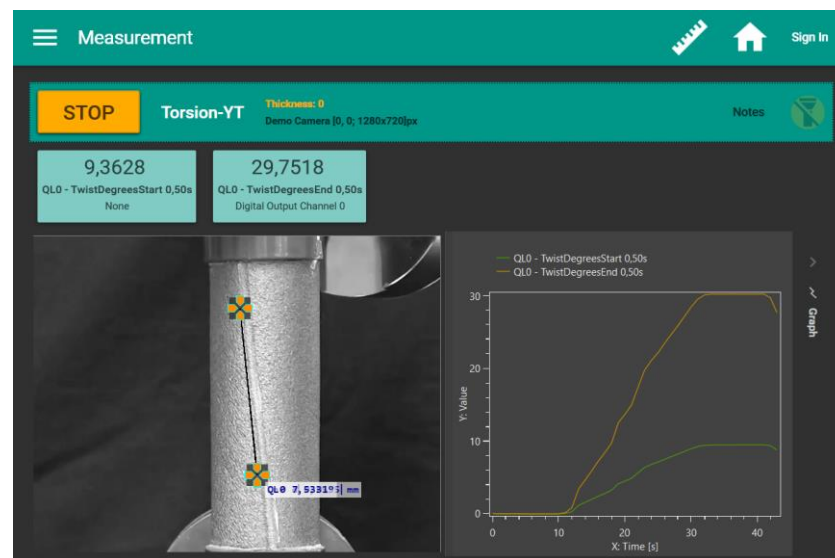 Measurement
Sign In
STOP
Torsion-YT
Thickness: 0
Demo Camera [0, 0; 1280x720]px
Notes
9,3628
QL0 - TwistDegreesStart 0,50s
None
29,7518
QL0 - TwistDegreesEnd 0,50s
Digital Output Channel 0
QL0 mm
QL0 - TwistDegreesStart 0,50s
QL0 - TwistDegreesEnd 0,50s
Y: Value
30
20
10
0
0 10 20 30 40
X: Time [s]
Graph